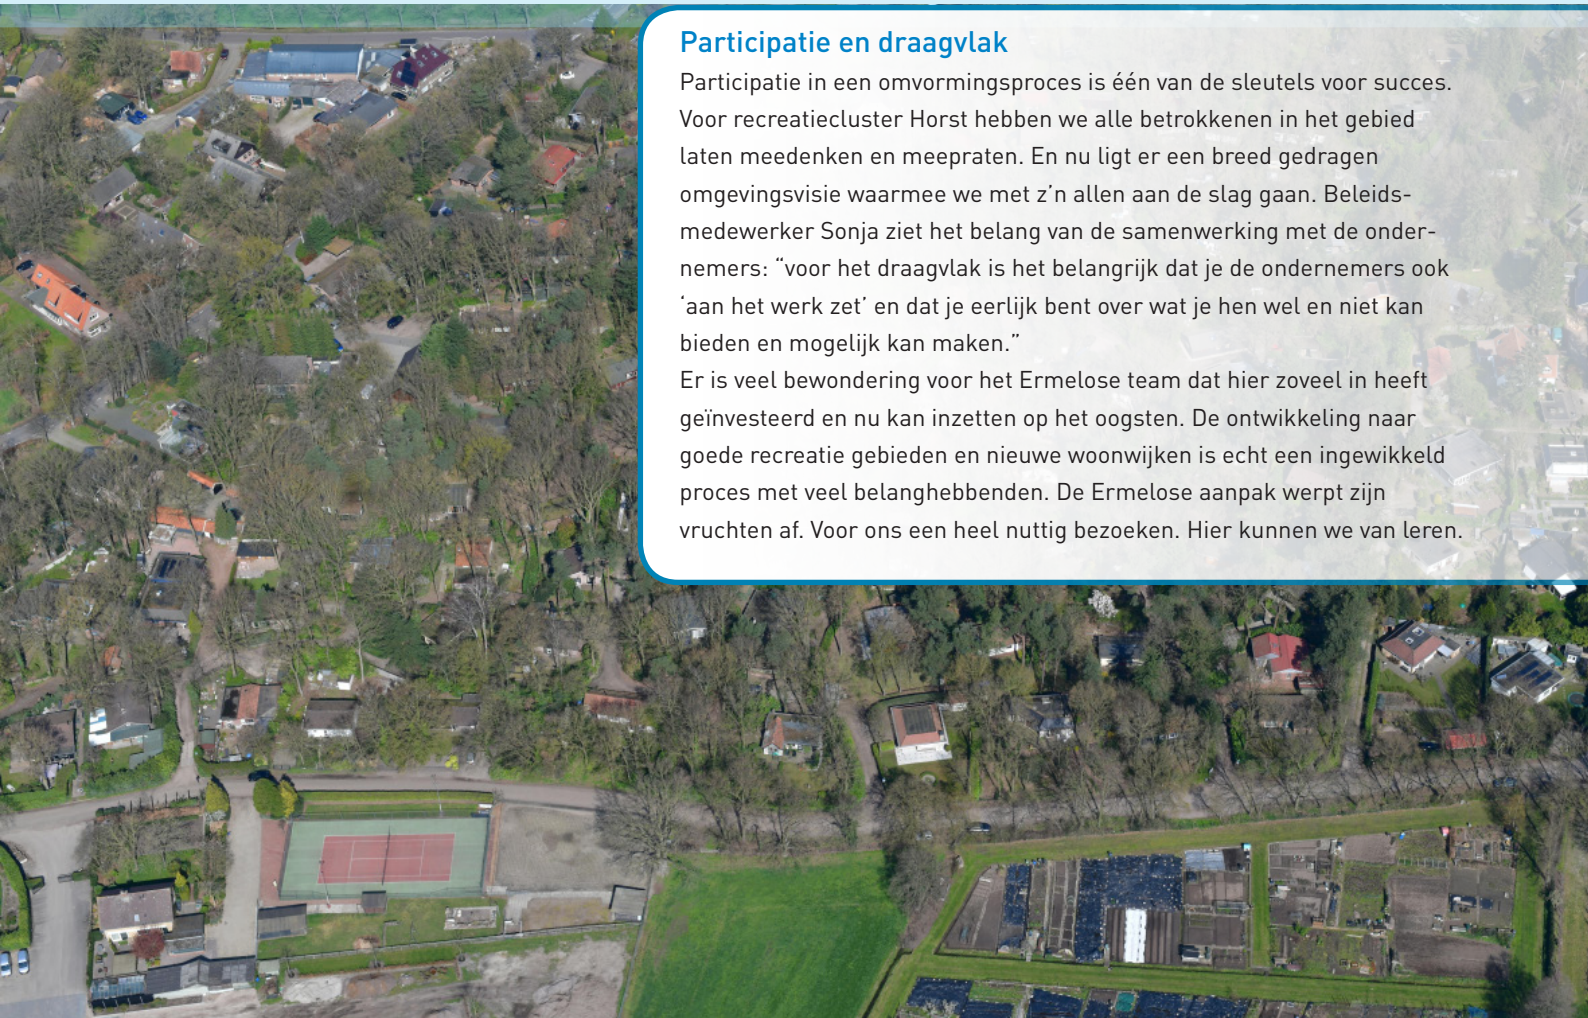 Participatie en draagvlak
Participatie in een omvormingsproces is één van de sleutels voor succes.
Voor recreatiecluster Horst hebben we alle betrokkenen in het gebied
laten meedenken en meepraten. En nu ligt er een breed gedragen
omgevingsvisie waarmee we met z’n allen aan de slag gaan. Beleids-
medewerker Sonja ziet het belang van de samenwerking met de onder-
nemers: “voor het draagvlak is het belangrijk dat je de ondernemers ook
‘aan het werk zet’ en dat je eerlijk bent over wat je hen wel en niet kan
bieden en mogelijk kan maken.”
Er is veel bewondering voor het Ermelose team dat hier zoveel in heeft
geïnvesteerd en nu kan inzetten op het oogsten. De ontwikkeling naar
goede recreatie gebieden en nieuwe woonwijken is echt een ingewikkeld
proces met veel belanghebbenden. De Ermelose aanpak werpt zijn
vruchten af. Voor ons een heel nuttig bezoeken. Hier kunnen we van leren.